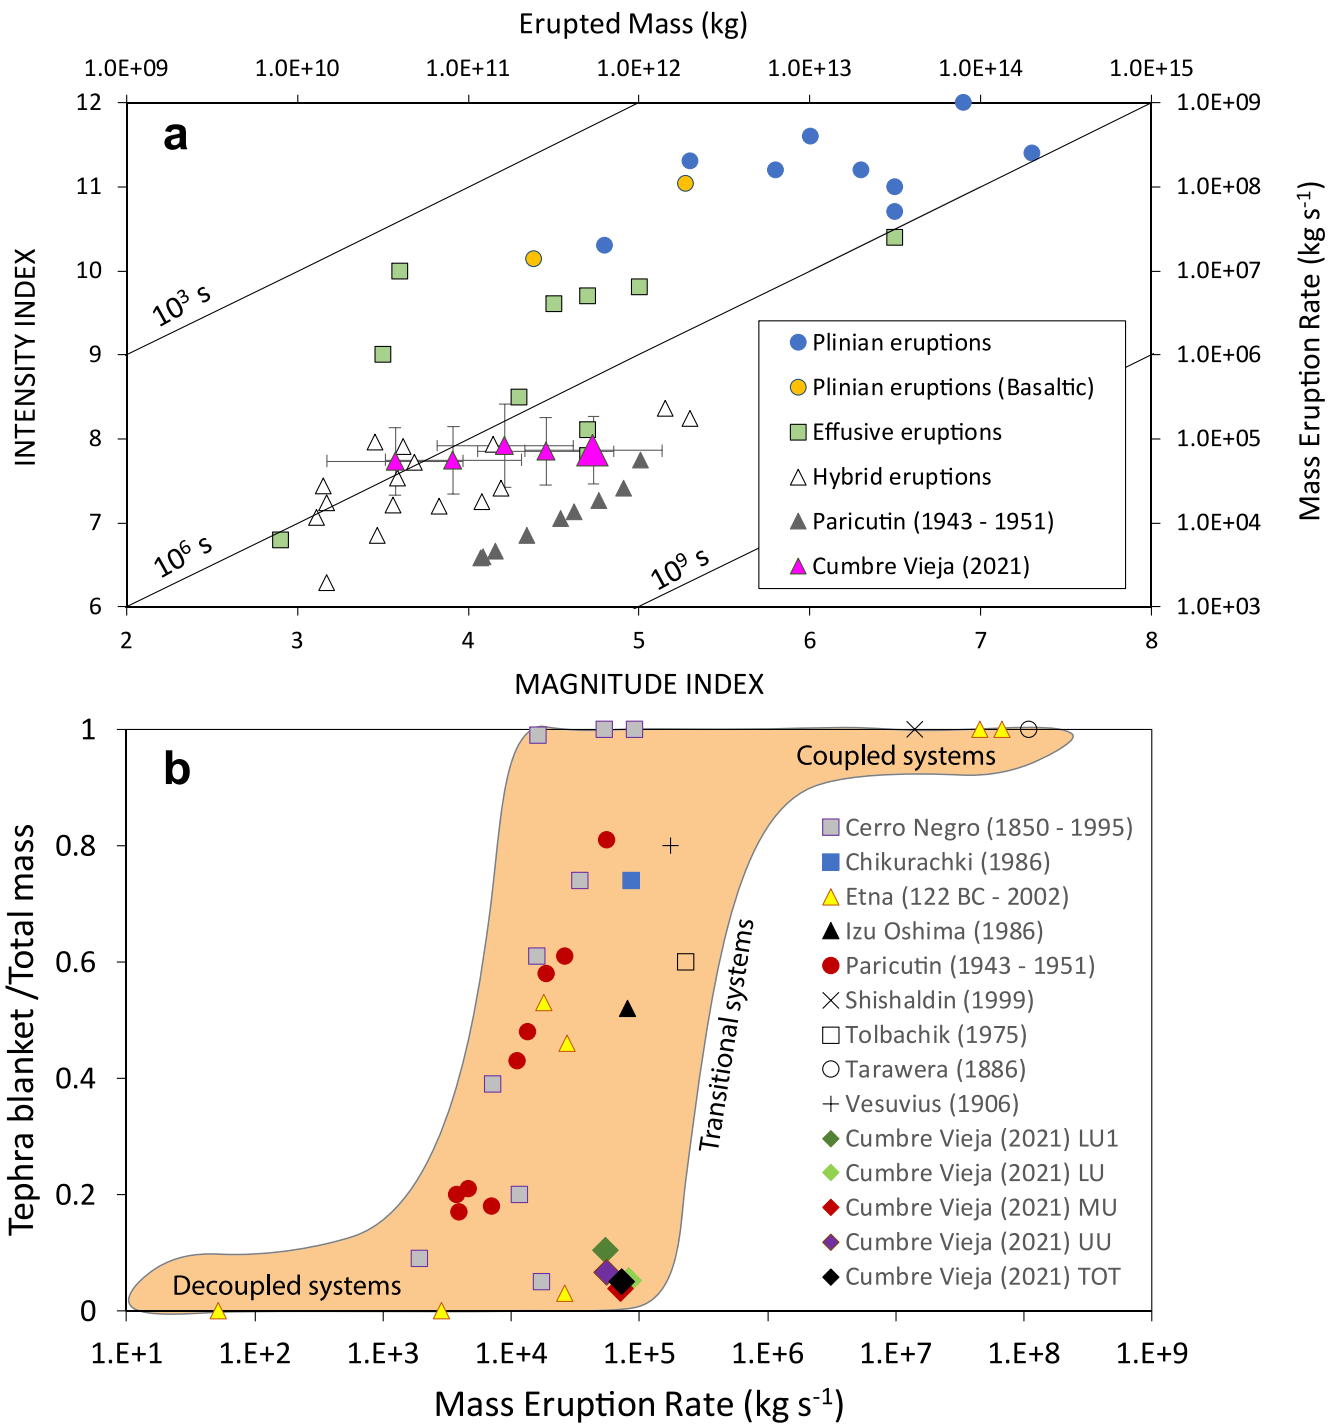 Erupted Mass (kg)
1.0E+09 1.0E+10 1.0E+11 1.0E+12 1.0E+13 1.0E+14 1.0E+15
a
12
11
10
9
8
7
6
INTENSITY INDEX
1.0E+09
1.0E+08
1.0E+07
1.0E+06
1.0E+05
1.0E+04
1.0E+03
Mass Eruption Rate (kg s⁻¹)
10³ s
10⁶ s
10⁹ s
Plinian eruptions
Plinian eruptions (Basaltic)
Effusive eruptions
Hybrid eruptions
Paricutin (1943 - 1951)
Cumbre Vieja (2021)
2 3 4 5 6 7 8
MAGNITUDE INDEX
b
1
0.8
0.6
0.4
0.2
0
Tephra blanket /Total mass
Coupled systems
Transitional systems
Decoupled systems
Cerro Negro (1850 - 1995)
Chikurachki (1986)
Etna (122 BC - 2002)
Izu Oshima (1986)
Paricutin (1943 - 1951)
Shishaldin (1999)
Tolbachik (1975)
Tarawera (1886)
Vesuvius (1906)
Cumbre Vieja (2021) LU1
Cumbre Vieja (2021) LU
Cumbre Vieja (2021) MU
Cumbre Vieja (2021) UU
Cumbre Vieja (2021) TOT
1.E+1 1.E+2 1.E+3 1.E+4 1.E+5 1.E+6 1.E+7 1.E+8 1.E+9
Mass Eruption Rate (kg s⁻¹)